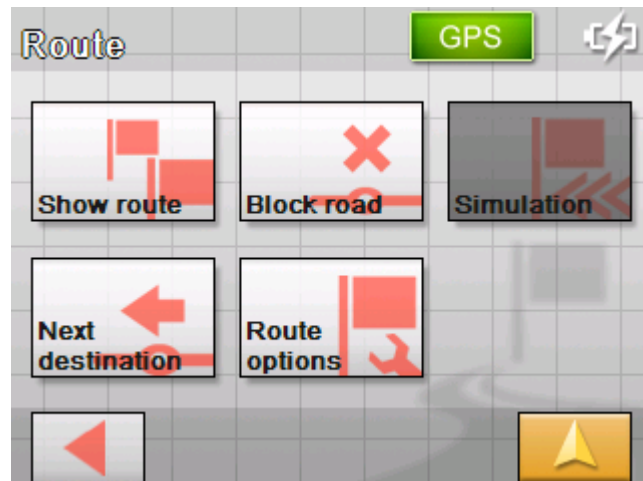 Route
GPS
Show route
Block road
Simulation
Next
destination
Route
options